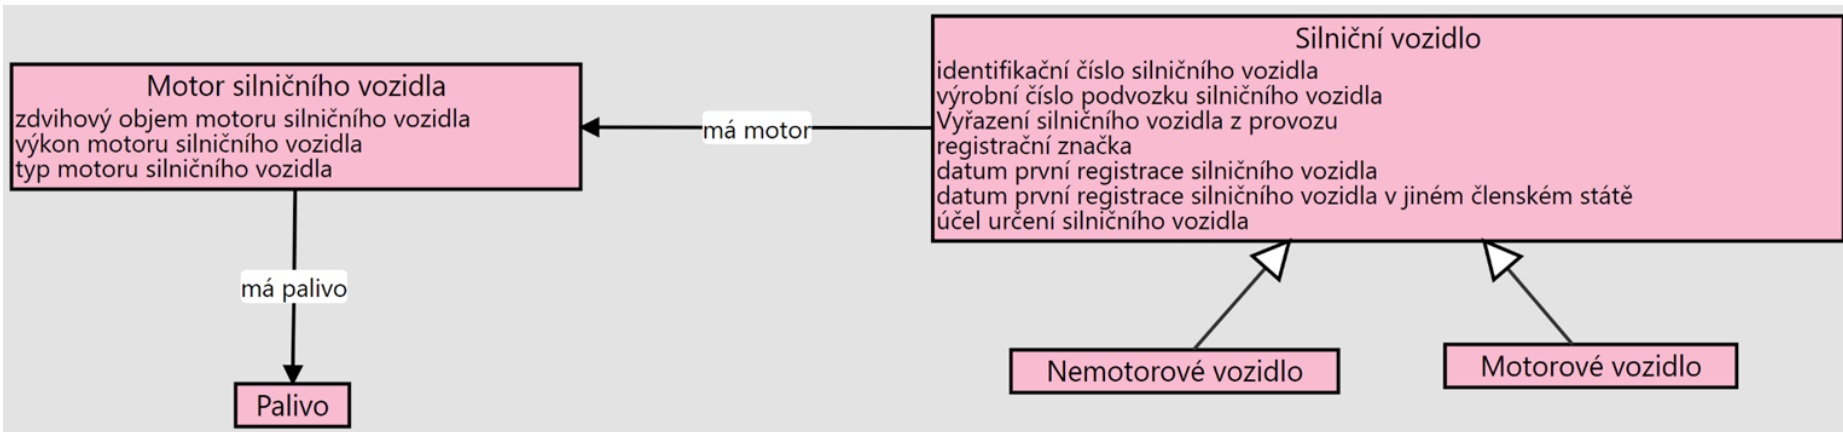 Motor silničního vozidla
zdvihový objem motoru silničního vozidla
výkon motoru silničního vozidla
typ motoru silničního vozidla
má motor
Silniční vozidlo
identifikační číslo silničního vozidla
výrobní číslo podvozku silničního vozidla
Vyřazení silničního vozidla z provozu
registrační značka
datum první registrace silničního vozidla
datum první registrace silničního vozidla v jiném členském státě
účel určení silničního vozidla
má palivo
Palivo
Nemotorové vozidlo
Motorové vozidlo